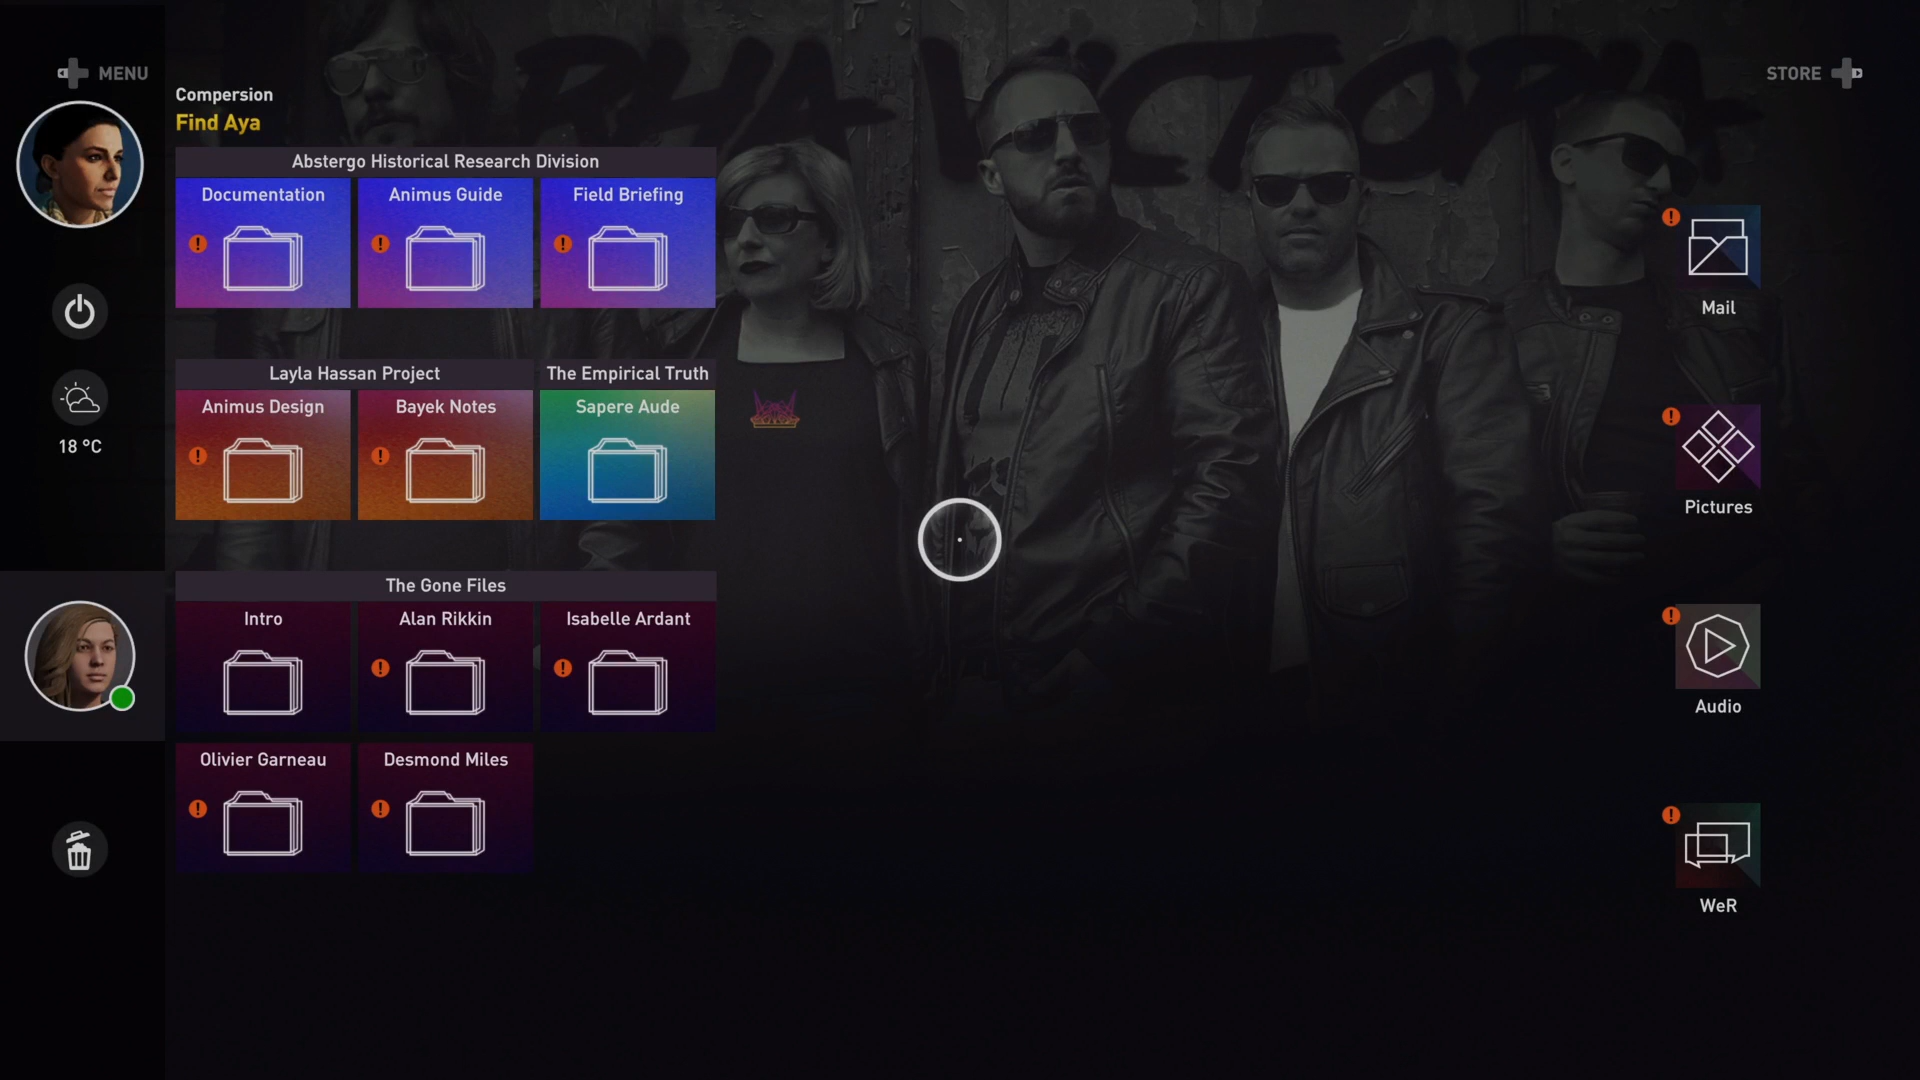 MENU
STORE
Compersion
Find Aya
Abstergo Historical Research Division
Documentation
Animus Guide
Field Briefing
Layla Hassan Project
The Empirical Truth
Animus Design
Bayek Notes
Sapere Aude
18 °C
The Gone Files
Intro
Alan Rikkin
Isabelle Ardant
Olivier Garneau
Desmond Miles
Mail
Pictures
Audio
WeR